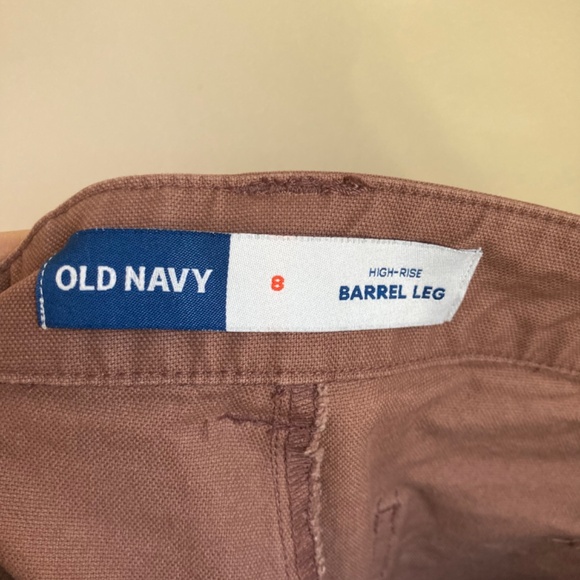 OLD NAVY
8
HIGH-RISE
BARREL LEG